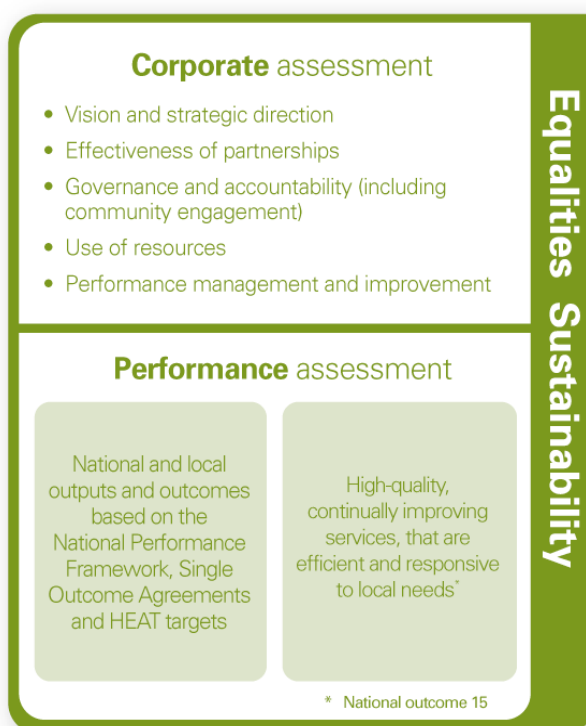 Corporate assessment
• Vision and strategic direction
• Effectiveness of partnerships
• Governance and accountability (including
community engagement)
• Use of resources
• Performance management and improvement
Performance assessment
National and local
outputs and outcomes
based on the
National Performance
Framework, Single
Outcome Agreements
and HEAT targets
High-quality,
continually improving
services, that are
efficient and responsive
to local needs*
* National outcome 15
Equalities Sustainability